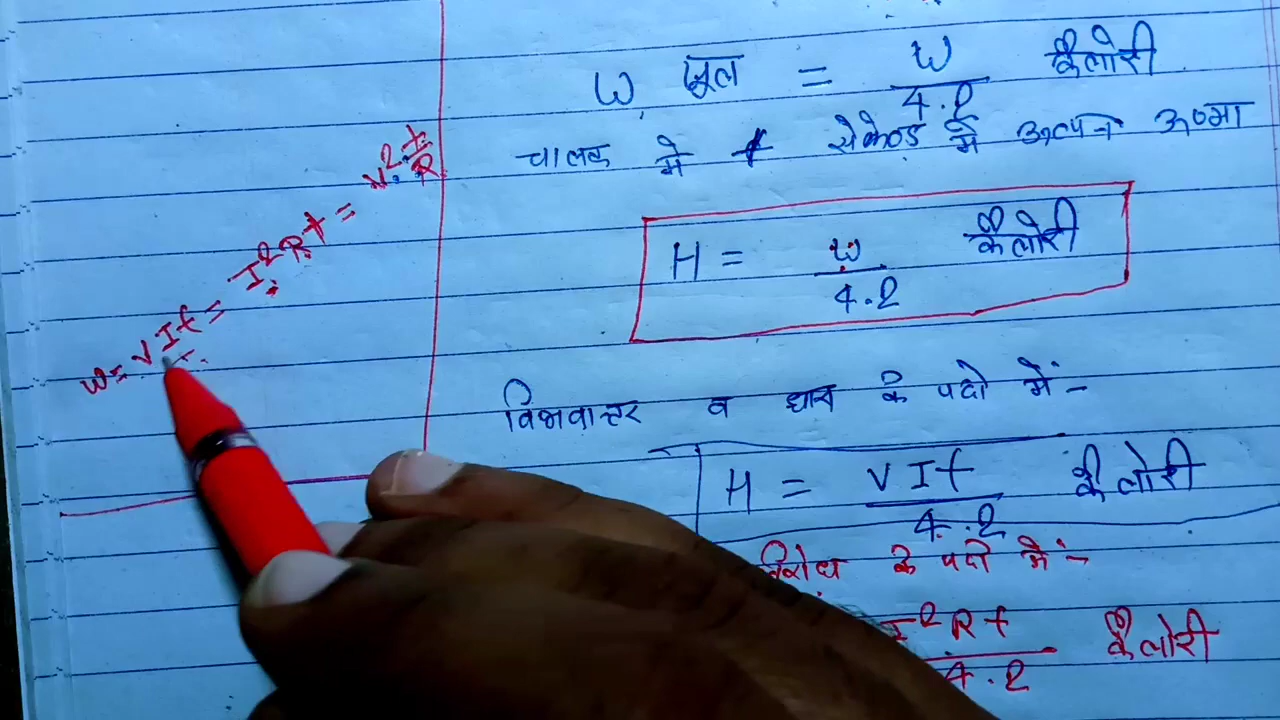 W जूल = W/4.2 कैलोरी
चालक में t सेकेण्ड में उत्पन्न ऊष्मा
H = W/4.2 कैलोरी
W = VIt = I²Rt = V²t/R
विभवान्तर व धारा के पदो में:-
H = VIt/4.2 कैलोरी
विरोध के पदो में:-
I²Rt/4.2 कैलोरी